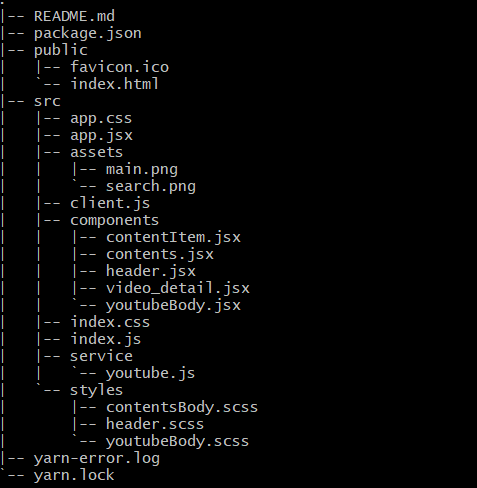 .
|-- README.md
|-- package.json
|-- public
|   |-- favicon.ico
|   `-- index.html
|-- src
|   |-- app.css
|   |-- app.jsx
|   |-- assets
|   |   |-- main.png
|   |   `-- search.png
|   |-- client.js
|   |-- components
|   |   |-- contentItem.jsx
|   |   |-- contents.jsx
|   |   |-- header.jsx
|   |   |-- video_detail.jsx
|   |   `-- youtubeBody.jsx
|   |-- index.css
|   |-- index.js
|   |-- service
|   |   `-- youtube.js
|   `-- styles
|       |-- contentsBody.scss
|       |-- header.scss
|       `-- youtubeBody.scss
|-- yarn-error.log
`-- yarn.lock